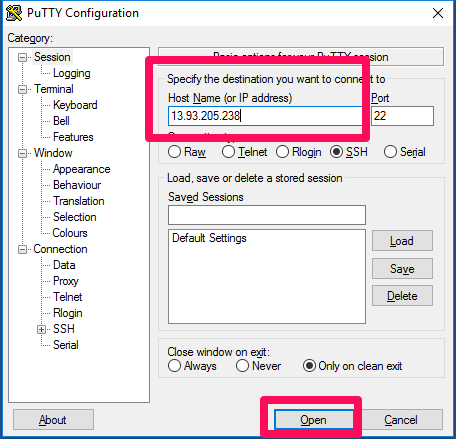 PuTTY Configuration
Category:
Session
Logging
Terminal
Keyboard
Bell
Features
Window
Appearance
Behaviour
Translation
Selection
Colours
Connection
Data
Proxy
Telnet
Rlogin
SSH
Serial
Basic options for your PuTTY session
Specify the destination you want to connect to
Host Name (or IP address) Port
13.93.205.238 22
Raw Telnet Rlogin SSH Serial
Load, save or delete a stored session
Saved Sessions
Default Settings
Load
Save
Delete
Close window on exit:
Always Never Only on clean exit
About Open Cancel